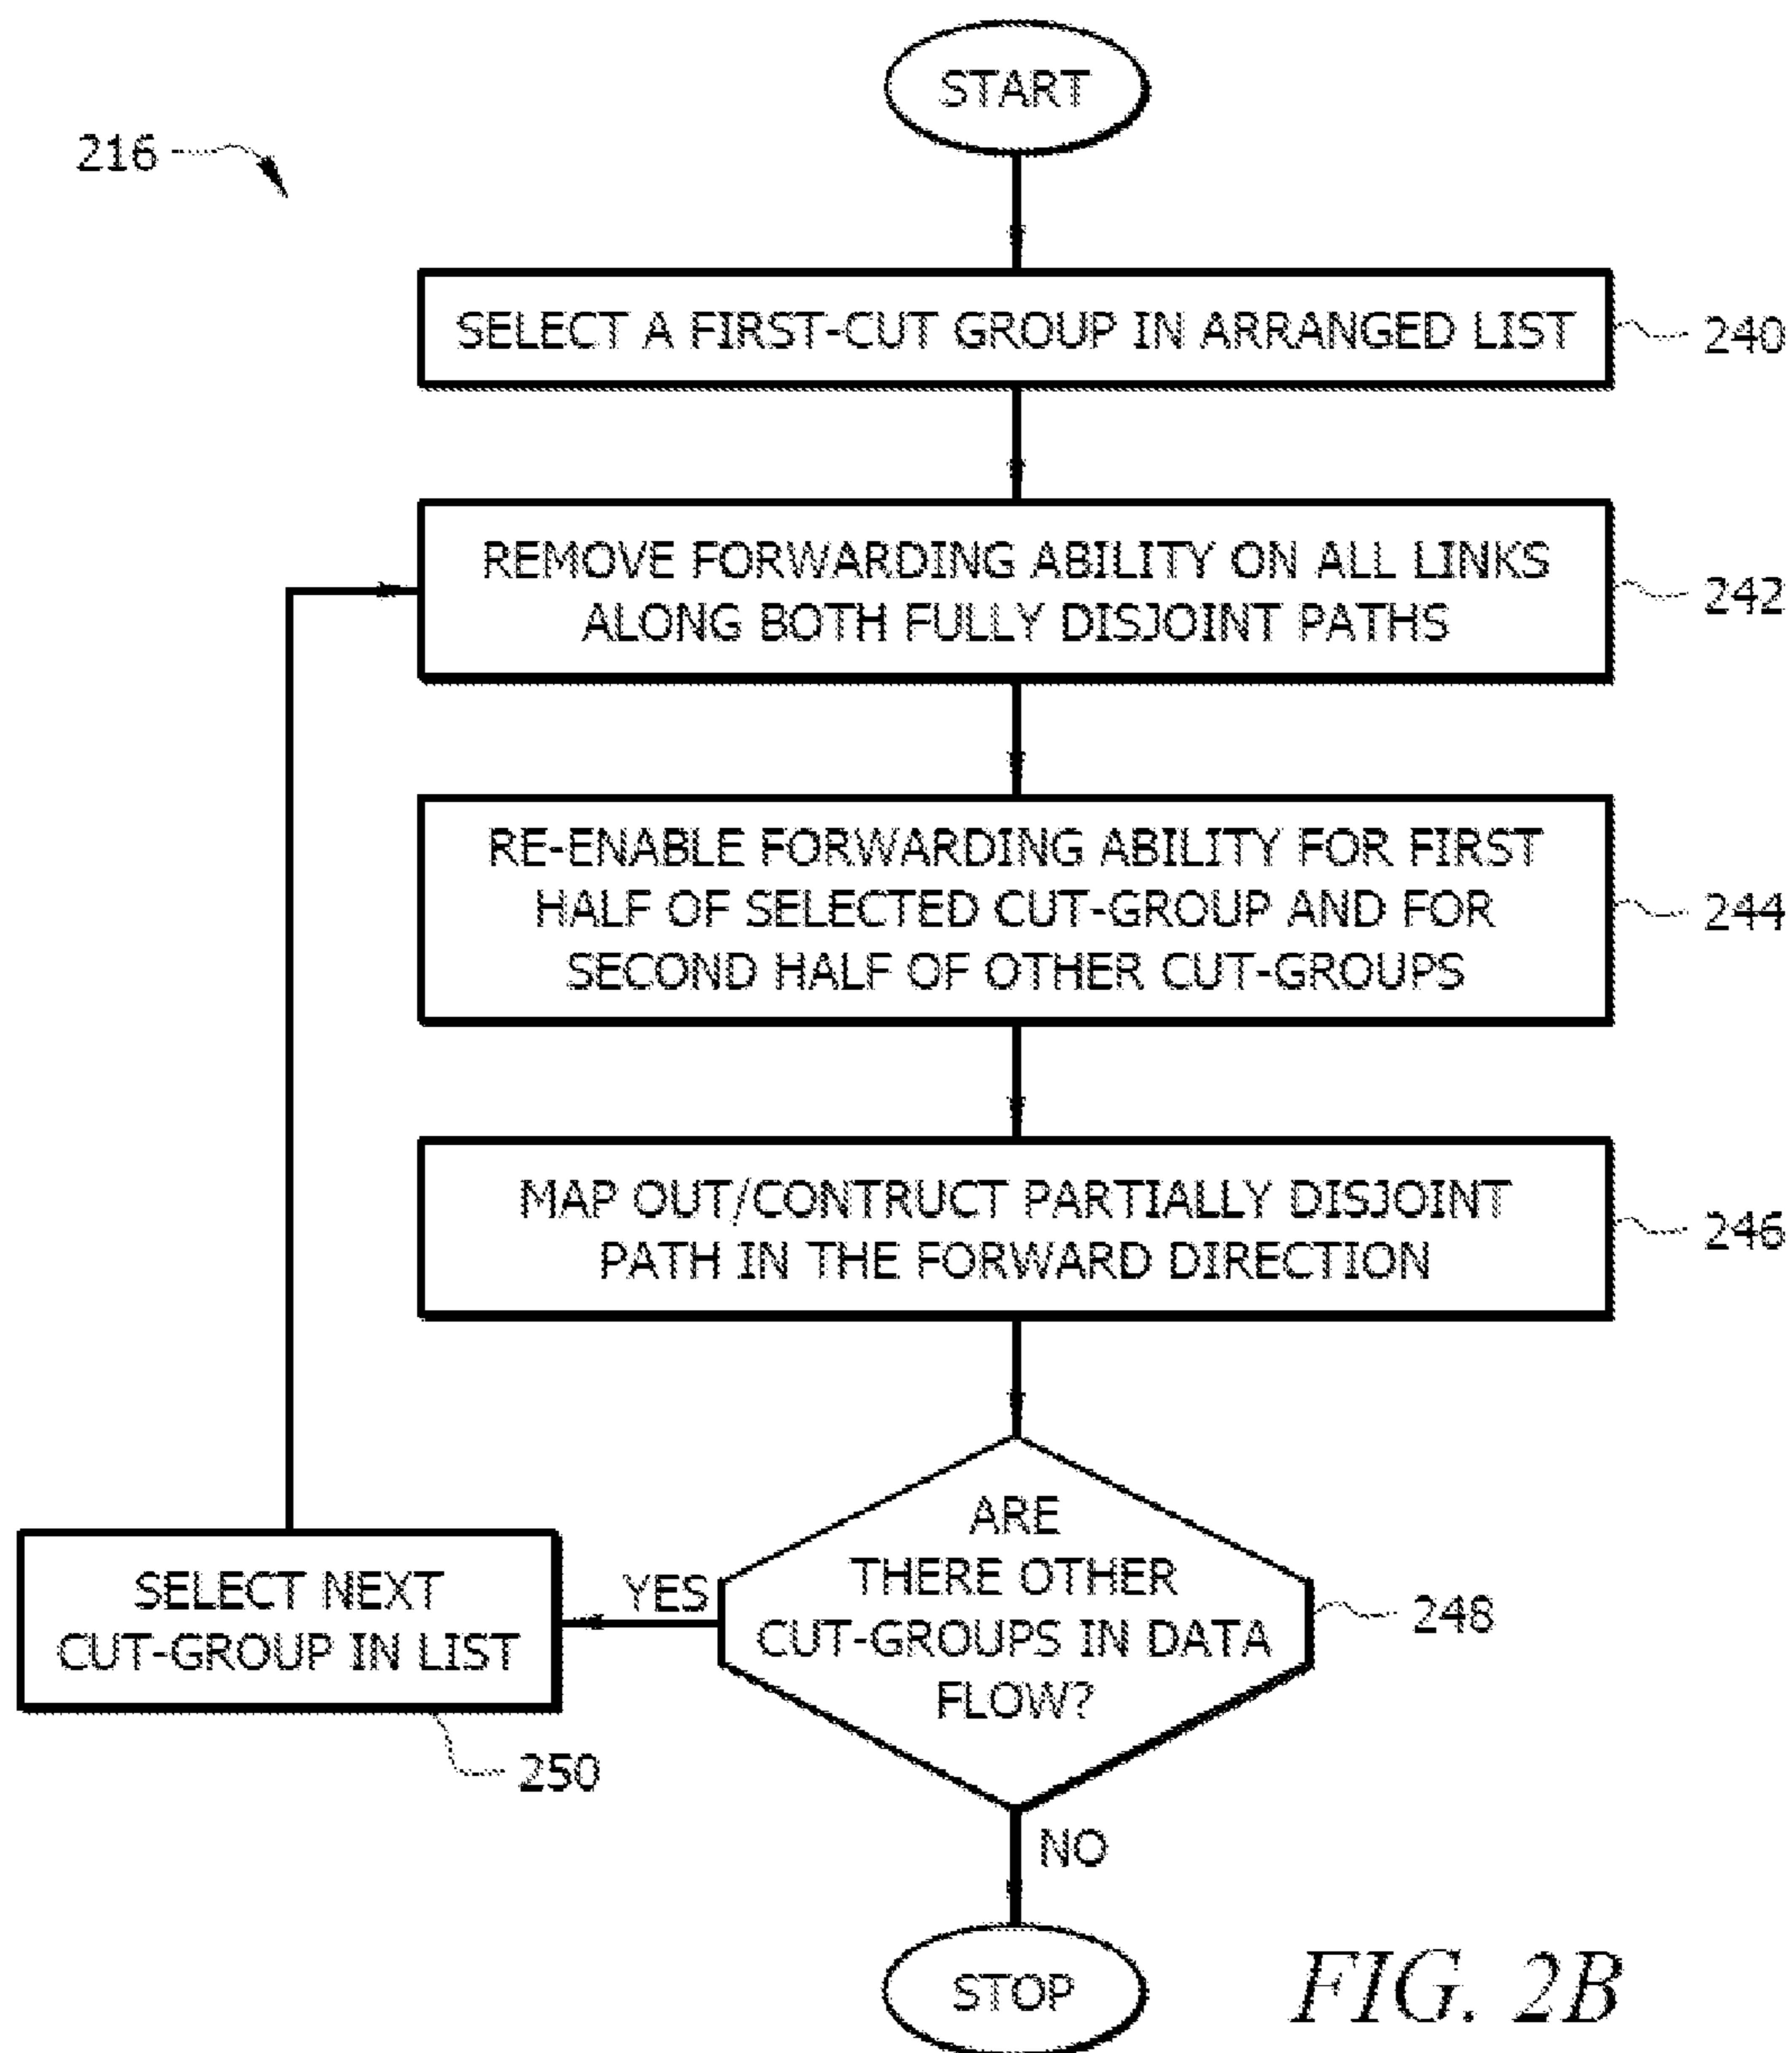 START
216
SELECT A FIRST-CUT GROUP IN ARRANGED LIST
240
REMOVE FORWARDING ABILITY ON ALL LINKS
ALONG BOTH FULLY DISJOINT PATHS
242
RE-ENABLE FORWARDING ABILITY FOR FIRST
HALF OF SELECTED CUT-GROUP AND FOR
SECOND HALF OF OTHER CUT-GROUPS
244
MAP OUT/CONTRUCT PARTIALLY DISJOINT
PATH IN THE FORWARD DIRECTION
246
ARE
THERE OTHER
CUT-GROUPS IN DATA
FLOW?
248
YES
SELECT NEXT
CUT-GROUP IN LIST
250
NO
STOP
FIG. 2B